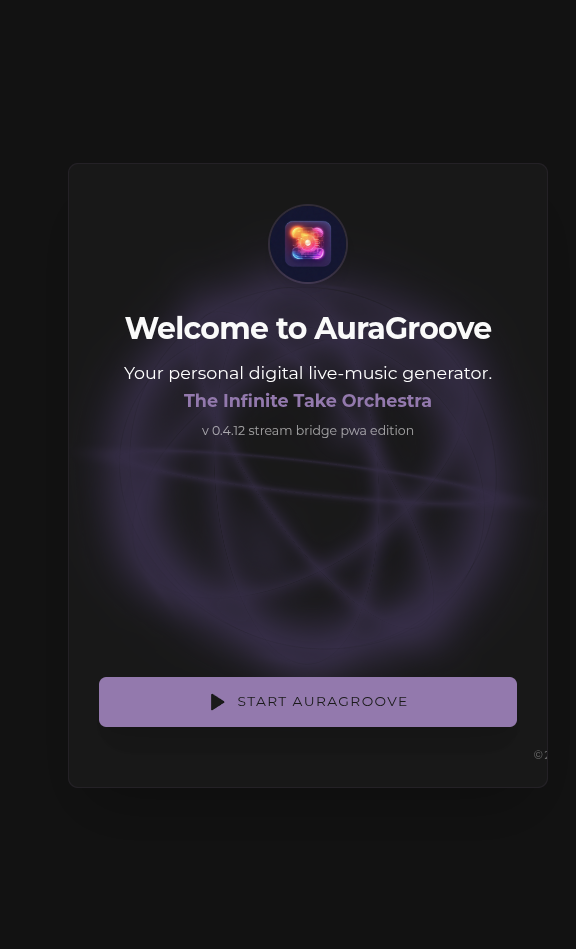 Welcome to AuraGroove
Your personal digital live-music generator.
The Infinite Take Orchestra
v 0.4.12 stream bridge pwa edition
START AURAGROOVE
©